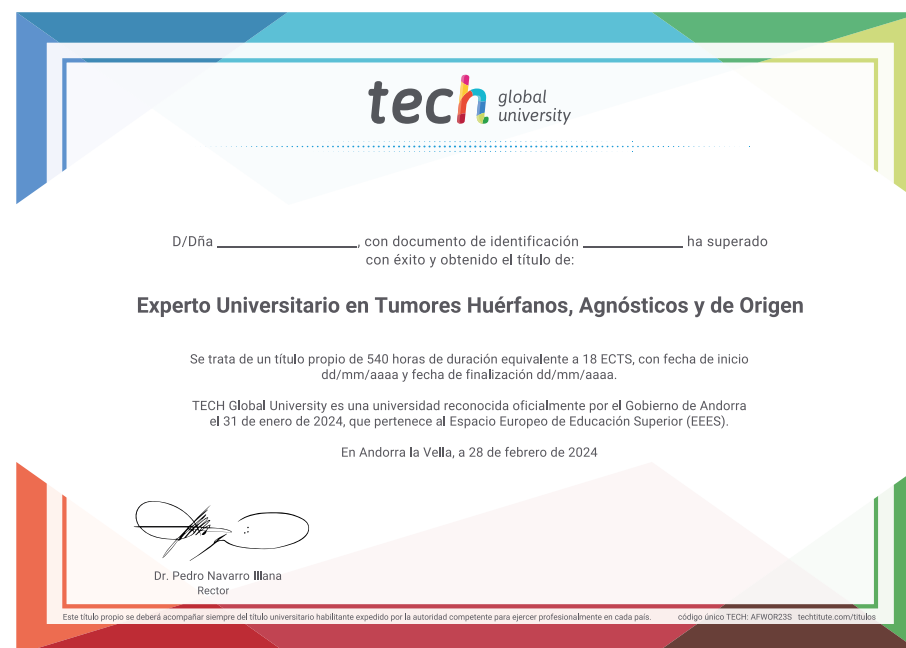 tech global university
D/Dña ____________________, con documento de identificación ______________ ha superado
con éxito y obtenido el título de:
Experto Universitario en Tumores Huérfanos, Agnósticos y de Origen
Se trata de un título propio de 540 horas de duración equivalente a 18 ECTS, con fecha de inicio
dd/mm/aaaa y fecha de finalización dd/mm/aaaa.
TECH Global University es una universidad reconocida oficialmente por el Gobierno de Andorra
el 31 de enero de 2024, que pertenece al Espacio Europeo de Educación Superior (EEES).
En Andorra la Vella, a 28 de febrero de 2024
Dr. Pedro Navarro Illana
Rector
Este título propio se deberá acompañar siempre del título universitario habilitante expedido por la autoridad competente para ejercer profesionalmente en cada país. código único TECH: AFWOR23S techtitute.com/titulos